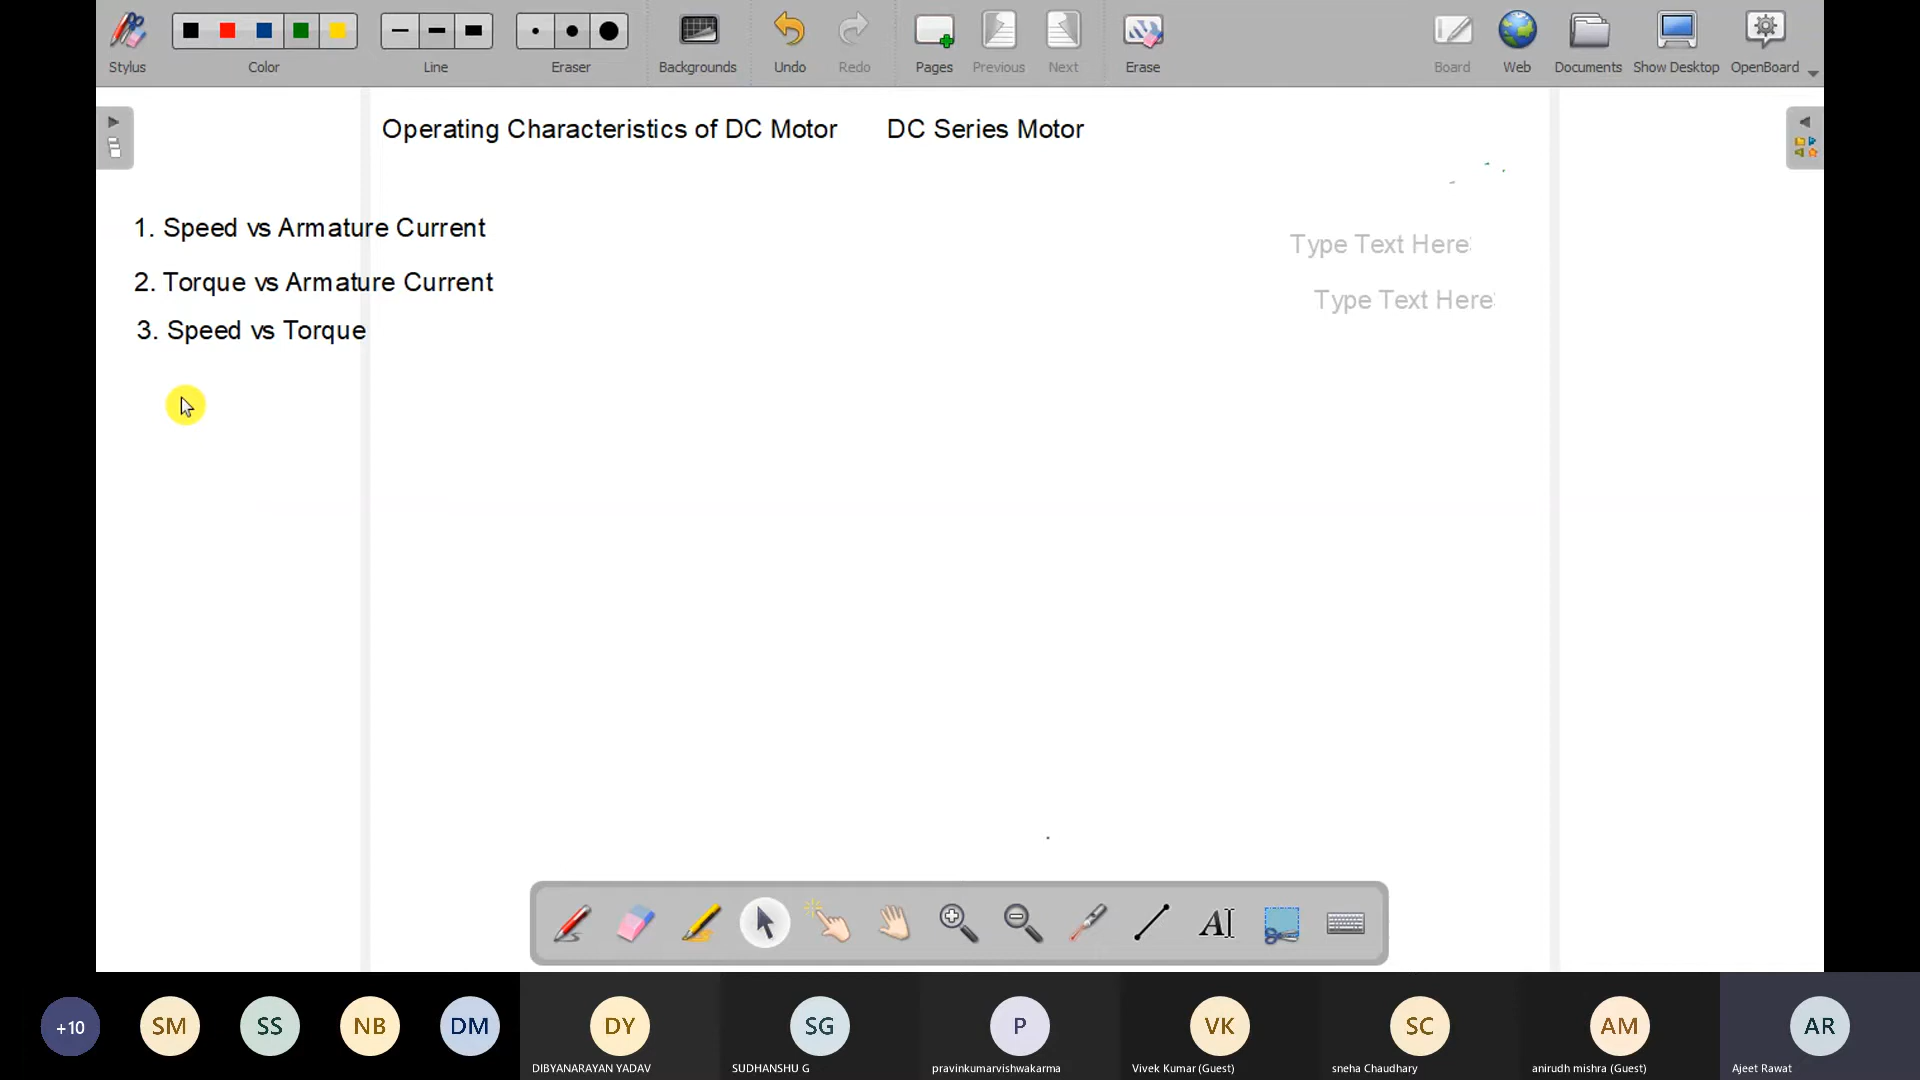 Stylus Color Line Eraser Backgrounds Undo Redo Pages Previous Next Erase Board Web Documents Show Desktop OpenBoard
Operating Characteristics of DC Motor DC Series Motor
1. Speed vs Armature Current
Type Text Here
2. Torque vs Armature Current
Type Text Here
3. Speed vs Torque
AI
+10 SM SS NB DM DY SG P VK SC AM AR
DIBYANARAYAN YADAV SUDHANSHU G pravinkumarvishwakarma Vivek Kumar (Guest) sneha Chaudhary anirudh mishra (Guest) Ajeet Rawat